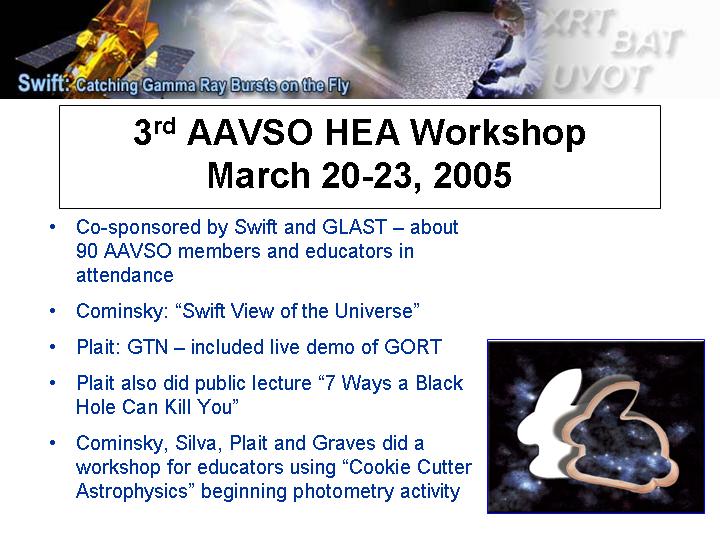 XRT
BAT
UVOT
Swift: Catching Gamma Ray Bursts on the Fly
3rd AAVSO HEA Workshop
March 20-23, 2005
• Co-sponsored by Swift and GLAST – about
90 AAVSO members and educators in
attendance
• Cominsky: “Swift View of the Universe”
• Plait: GTN – included live demo of GORT
• Plait also did public lecture “7 Ways a Black
Hole Can Kill You”
• Cominsky, Silva, Plait and Graves did a
workshop for educators using “Cookie Cutter
Astrophysics” beginning photometry activity